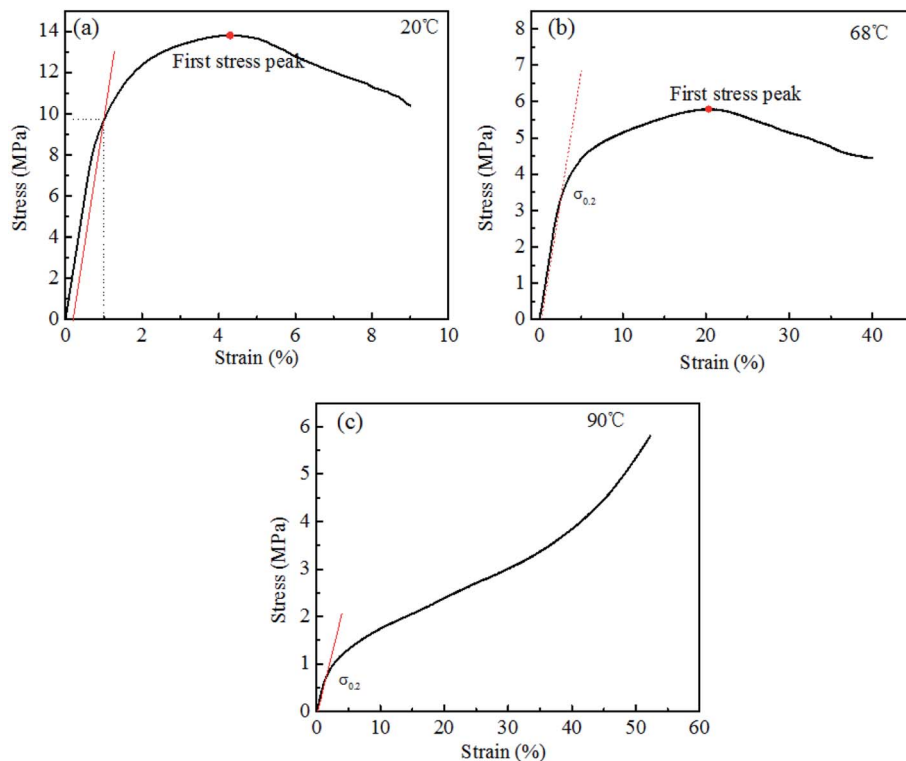 (a)
20℃
First stress peak
Stress (MPa)
14
12
10
8
6
4
2
0
0 2 4 6 8 10
Strain (%)
(b)
68℃
First stress peak
σ0.2
Stress (MPa)
8
7
6
5
4
3
2
1
0
0 10 20 30 40
Strain (%)
(c)
90℃
σ0.2
Stress (MPa)
6
5
4
3
2
1
0
0 10 20 30 40 50 60
Strain (%)